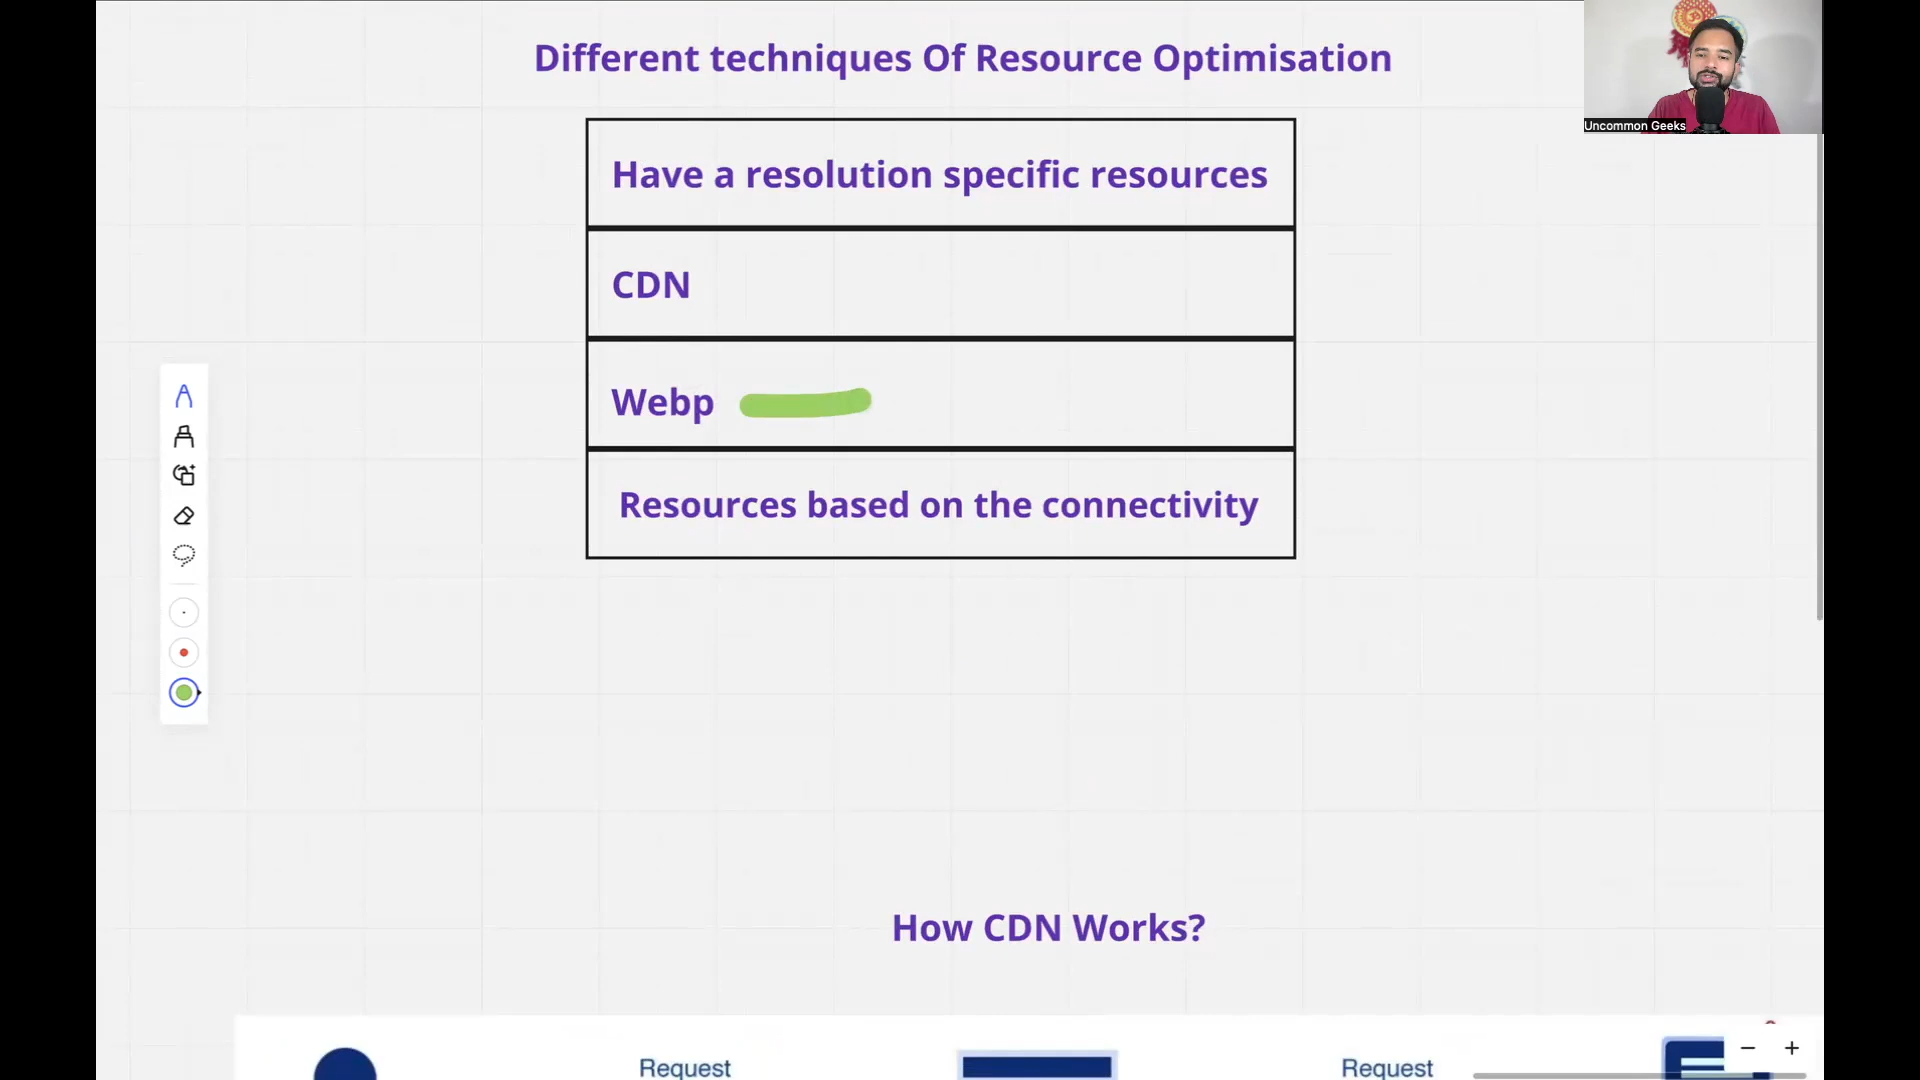 Different techniques Of Resource Optimisation
Uncommon Geeks
Have a resolution specific resources
CDN
Webp
Resources based on the connectivity
How CDN Works?
Request
Request